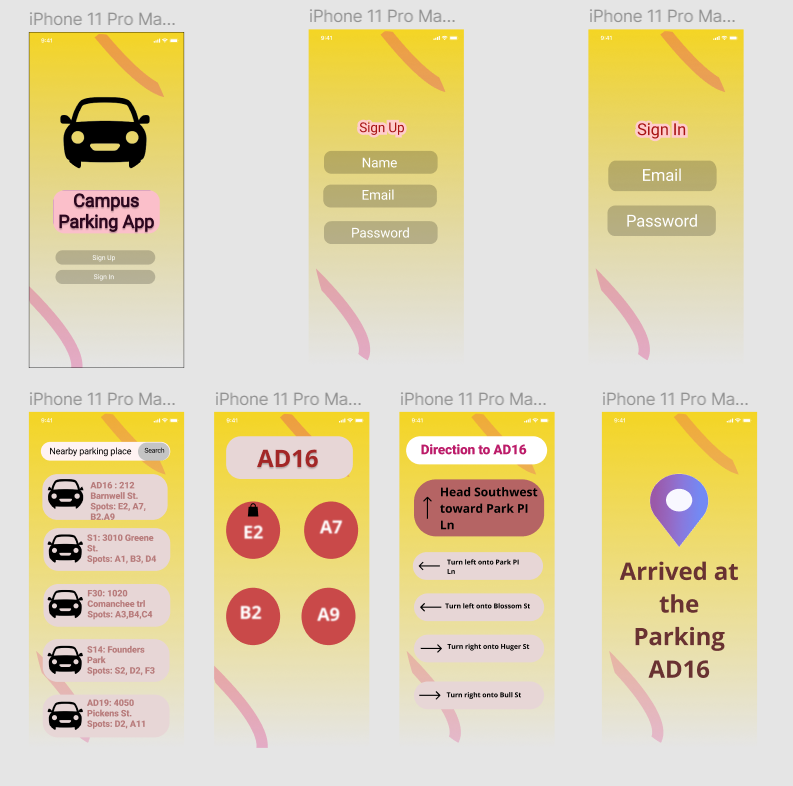 iPhone 11 Pro Ma...
iPhone 11 Pro Ma...
iPhone 11 Pro Ma...
9:41
Campus
Parking App
Sign Up
Sign In
9:41
Sign Up
Name
Email
Password
9:41
Sign In
Email
Password
iPhone 11 Pro Ma...
iPhone 11 Pro Ma...
iPhone 11 Pro Ma...
iPhone 11 Pro Ma...
9:41
Nearby parking place
Search
AD16 : 212
Barnwell St.
Spots: E2, A7,
B2.A9
S1: 3010 Greene
St.
Spots: A1, B3, D4
F30: 1020
Comanchee trl
Spots: A3,B4,C4
S14: Founders
Park
Spots: S2, D2, F3
AD19: 4050
Pickens St.
Spots: D2, A11
9:41
AD16
E2
A7
B2
A9
9:41
Direction to AD16
Head Southwest
toward Park Pl
Ln
Turn left onto Park Pl
Ln
Turn left onto Blossom St
Turn right onto Huger St
Turn right onto Bull St
9:41
Arrived at
the
Parking
AD16